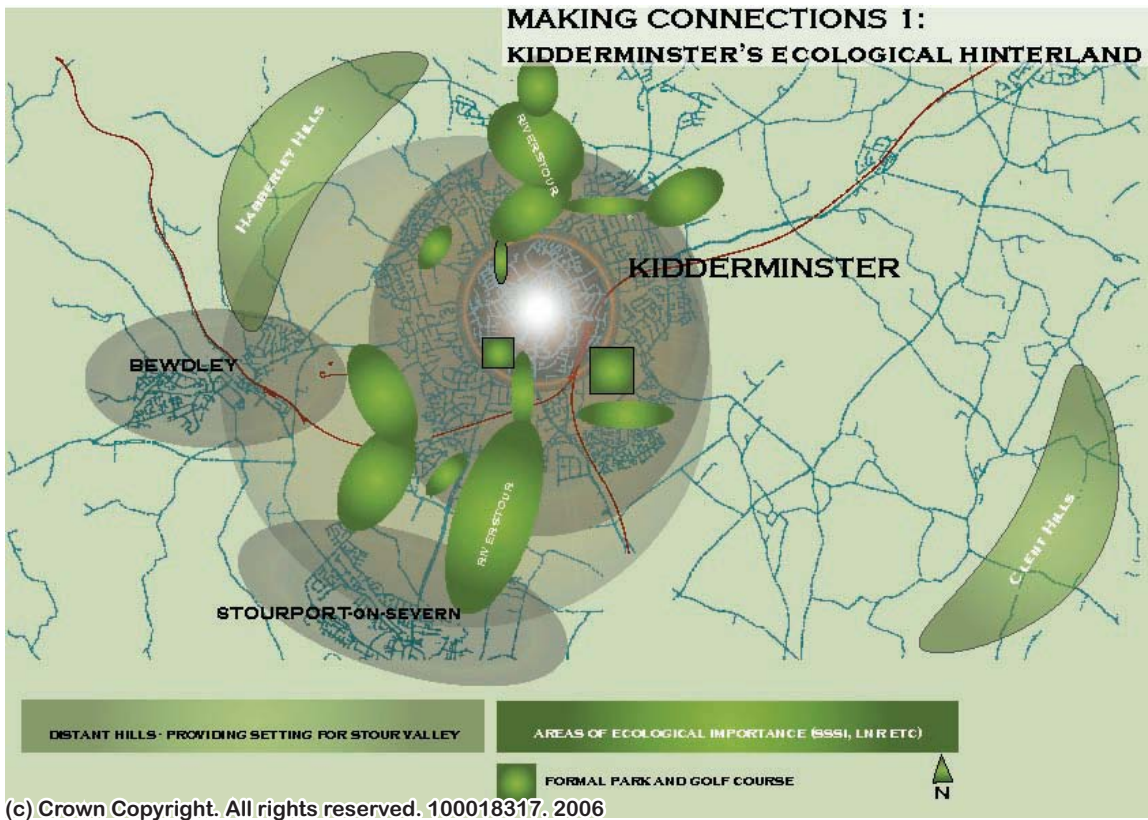 MAKING CONNECTIONS 1:
KIDDERMINSTER'S ECOLOGICAL HINTERLAND
HABBERLEY HILLS
RIVER STOUR
KIDDERMINSTER
BEWDLEY
RIVER STOUR
CLENT HILLS
STOURPORT-ON-SEVERN
DISTANT HILLS - PROVIDING SETTING FOR STOUR VALLEY
AREAS OF ECOLOGICAL IMPORTANCE (SSSI, LNR ETC)
FORMAL PARK AND GOLF COURSE
N
(c) Crown Copyright. All rights reserved. 100018317. 2006